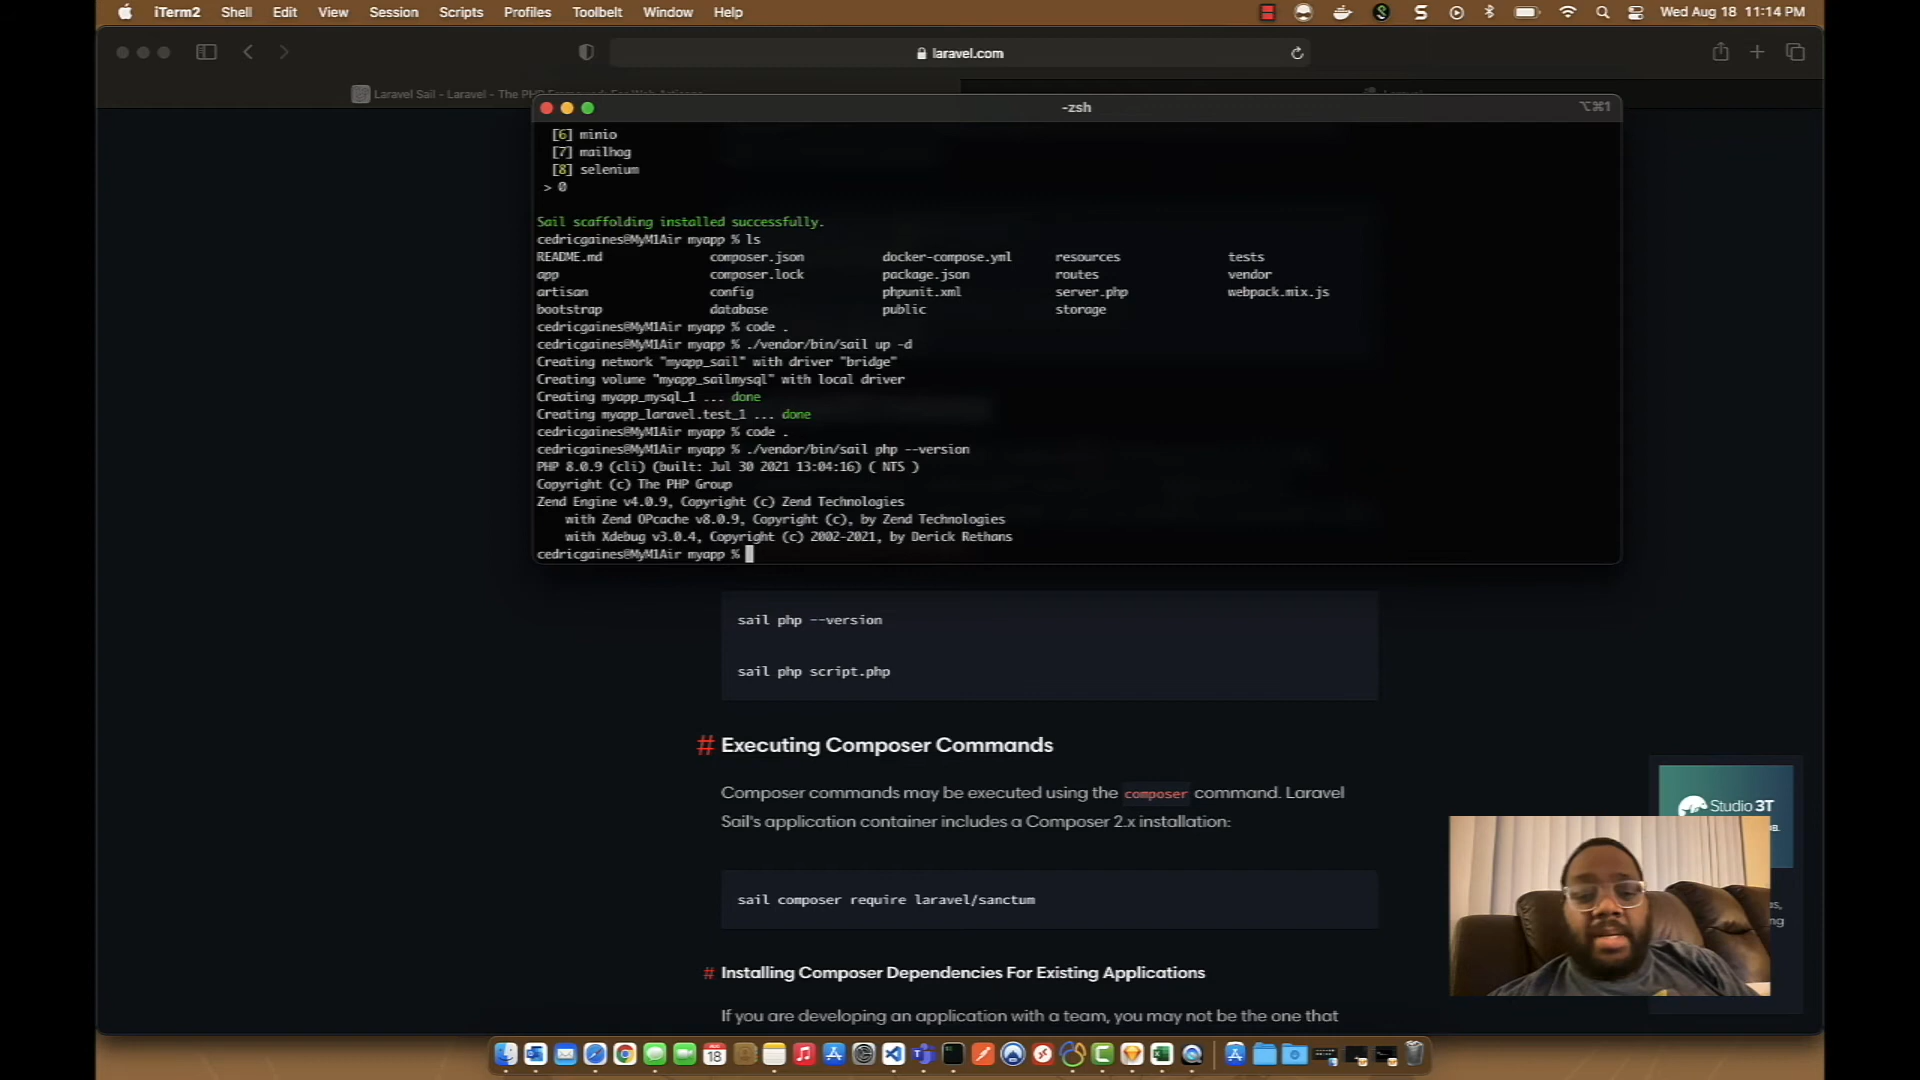 iTerm2 Shell Edit View Session Scripts Profiles Toolbelt Window Help Wed Aug 18 11:14 PM
laravel.com
Laravel Sail - Laravel - The PHP Framework For Web Artisans
Laravel
-zsh ⌥⌘1
[6] minio
[7] mailhog
[8] selenium
> 0
Sail scaffolding installed successfully.
cedricgaines@MyM1Air myapp % ls
README.md composer.json docker-compose.yml resources tests
app composer.lock package.json routes vendor
artisan config phpunit.xml server.php webpack.mix.js
bootstrap database public storage
cedricgaines@MyM1Air myapp % code .
cedricgaines@MyM1Air myapp % ./vendor/bin/sail up -d
Creating network "myapp_sail" with driver "bridge"
Creating volume "myapp_sailmysql" with local driver
Creating myapp_mysql_1 ... done
Creating myapp_laravel.test_1 ... done
cedricgaines@MyM1Air myapp % code .
cedricgaines@MyM1Air myapp % ./vendor/bin/sail php --version
PHP 8.0.9 (cli) (built: Jul 30 2021 13:04:16) ( NTS )
Copyright (c) The PHP Group
Zend Engine v4.0.9, Copyright (c) Zend Technologies
with Zend OPcache v8.0.9, Copyright (c), by Zend Technologies
with Xdebug v3.0.4, Copyright (c) 2002-2021, by Derick Rethans
cedricgaines@MyM1Air myapp %
sail php --version
sail php script.php
# Executing Composer Commands
Composer commands may be executed using the composer command. Laravel
Sail's application container includes a Composer 2.x installation:
sail composer require laravel/sanctum
# Installing Composer Dependencies For Existing Applications
If you are developing an application with a team, you may not be the one that
Studio 3T
18